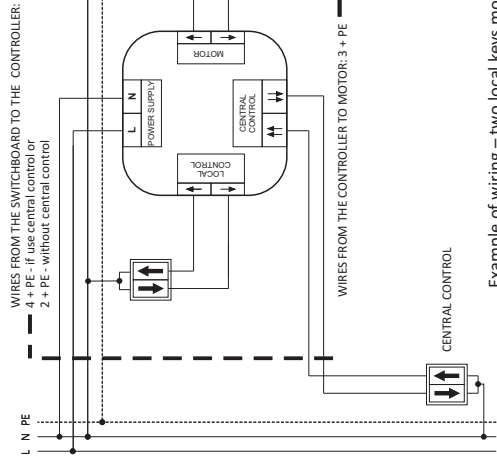 WIRES FROM THE SWITCHBOARD TO THE CONTROLLER:
4 + PE - if use central control or
2 + PE - without central control
L N PE
MOTOR
N
L
POWER SUPPLY
CENTRAL
CONTROL
LOCAL
CONTROL
WIRES FROM THE CONTROLLER TO MOTOR: 3 + PE
CENTRAL CONTROL
Example of wiring – two local keys mo